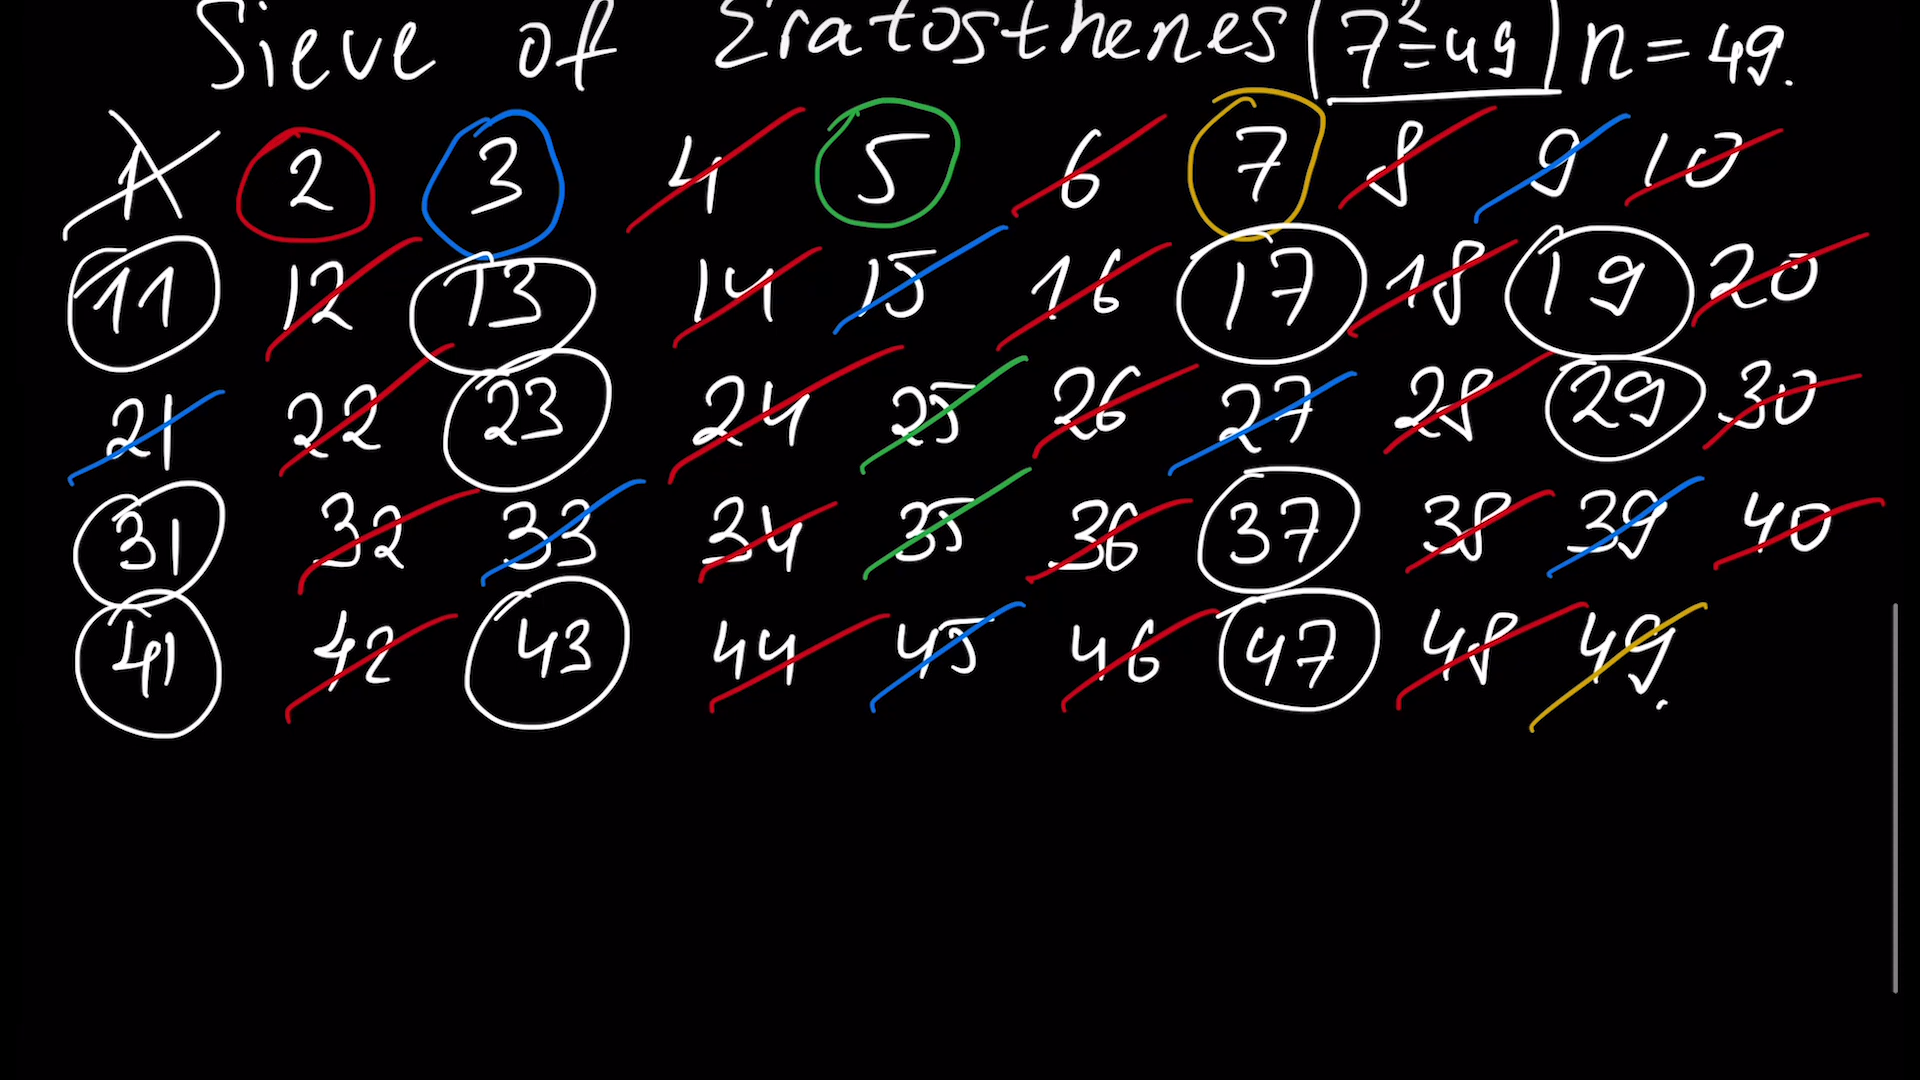 Sieve of Eratosthenes (7²=49) n=49.
1 2 3 4 5 6 7 8 9 10
11 12 13 14 15 16 17 18 19 20
21 22 23 24 25 26 27 28 29 30
31 32 33 34 35 36 37 38 39 40
41 42 43 44 45 46 47 48 49.